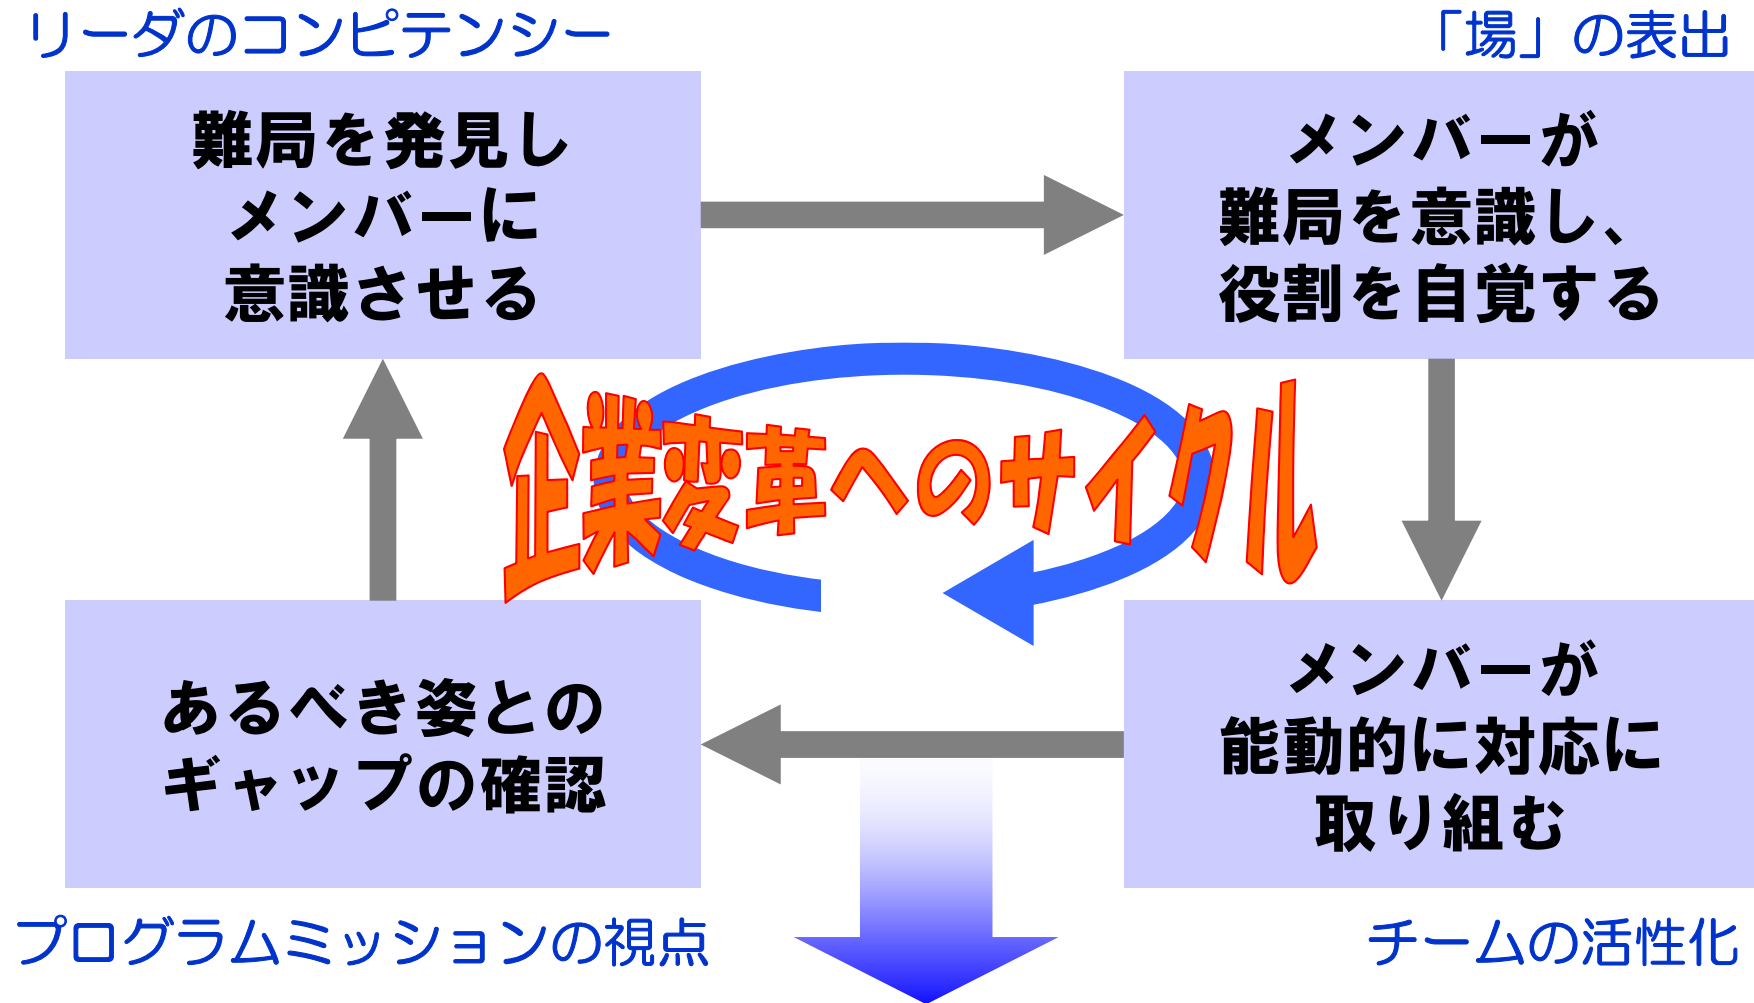 リーダのコンピテンシー
「場」の表出
難局を発見し
メンバーに
意識させる
メンバーが
難局を意識し、
役割を自覚する
企業変革へのサイクル
あるべき姿との
ギャップの確認
メンバーが
能動的に対応に
取り組む
プログラムミッションの視点
チームの活性化